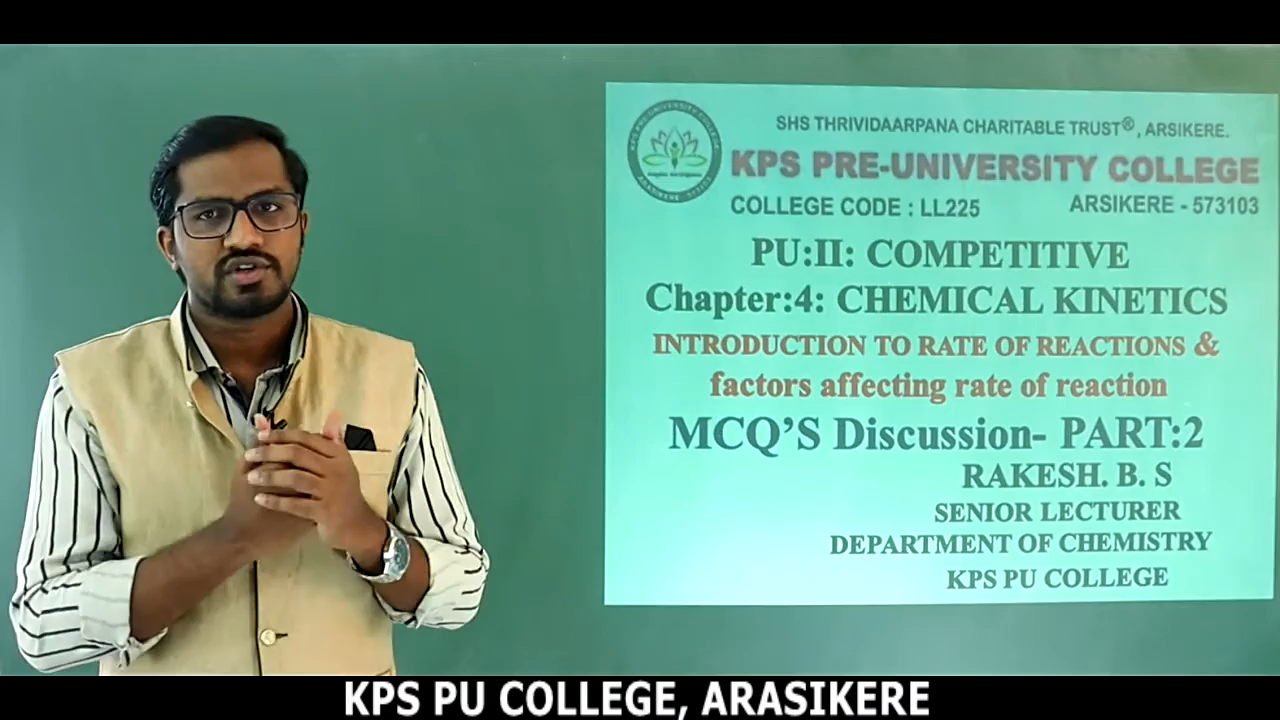 SHS THRIVIDAARPANA CHARITABLE TRUST®, ARSIKERE.
KPS PRE-UNIVERSITY COLLEGE
COLLEGE CODE : LL225 ARSIKERE - 573103
PU:II: COMPETITIVE
Chapter:4: CHEMICAL KINETICS
INTRODUCTION TO RATE OF REACTIONS &
factors affecting rate of reaction
MCQ’S Discussion- PART:2
RAKESH. B. S
SENIOR LECTURER
DEPARTMENT OF CHEMISTRY
KPS PU COLLEGE
KPS PU COLLEGE, ARASIKERE